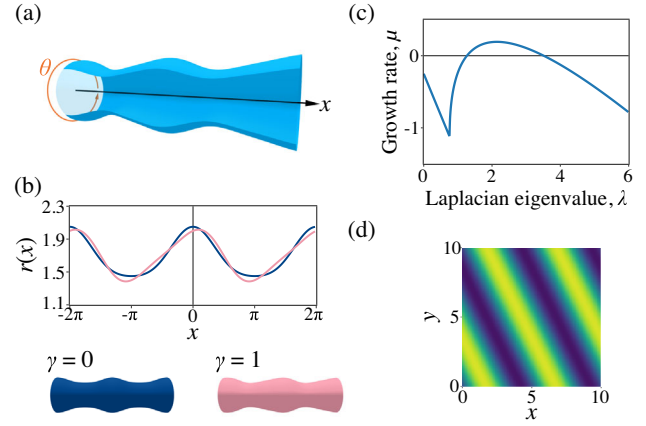 (a)
θ
x
(b)
2.3
1.9
1.5
1.1
r(x)
-2π
-π
0
π
2π
x
γ = 0
γ = 1
(c)
Growth rate, μ
0
-1
0
2
4
6
Laplacian eigenvalue, λ
(d)
10
5
0
y
0
5
10
x